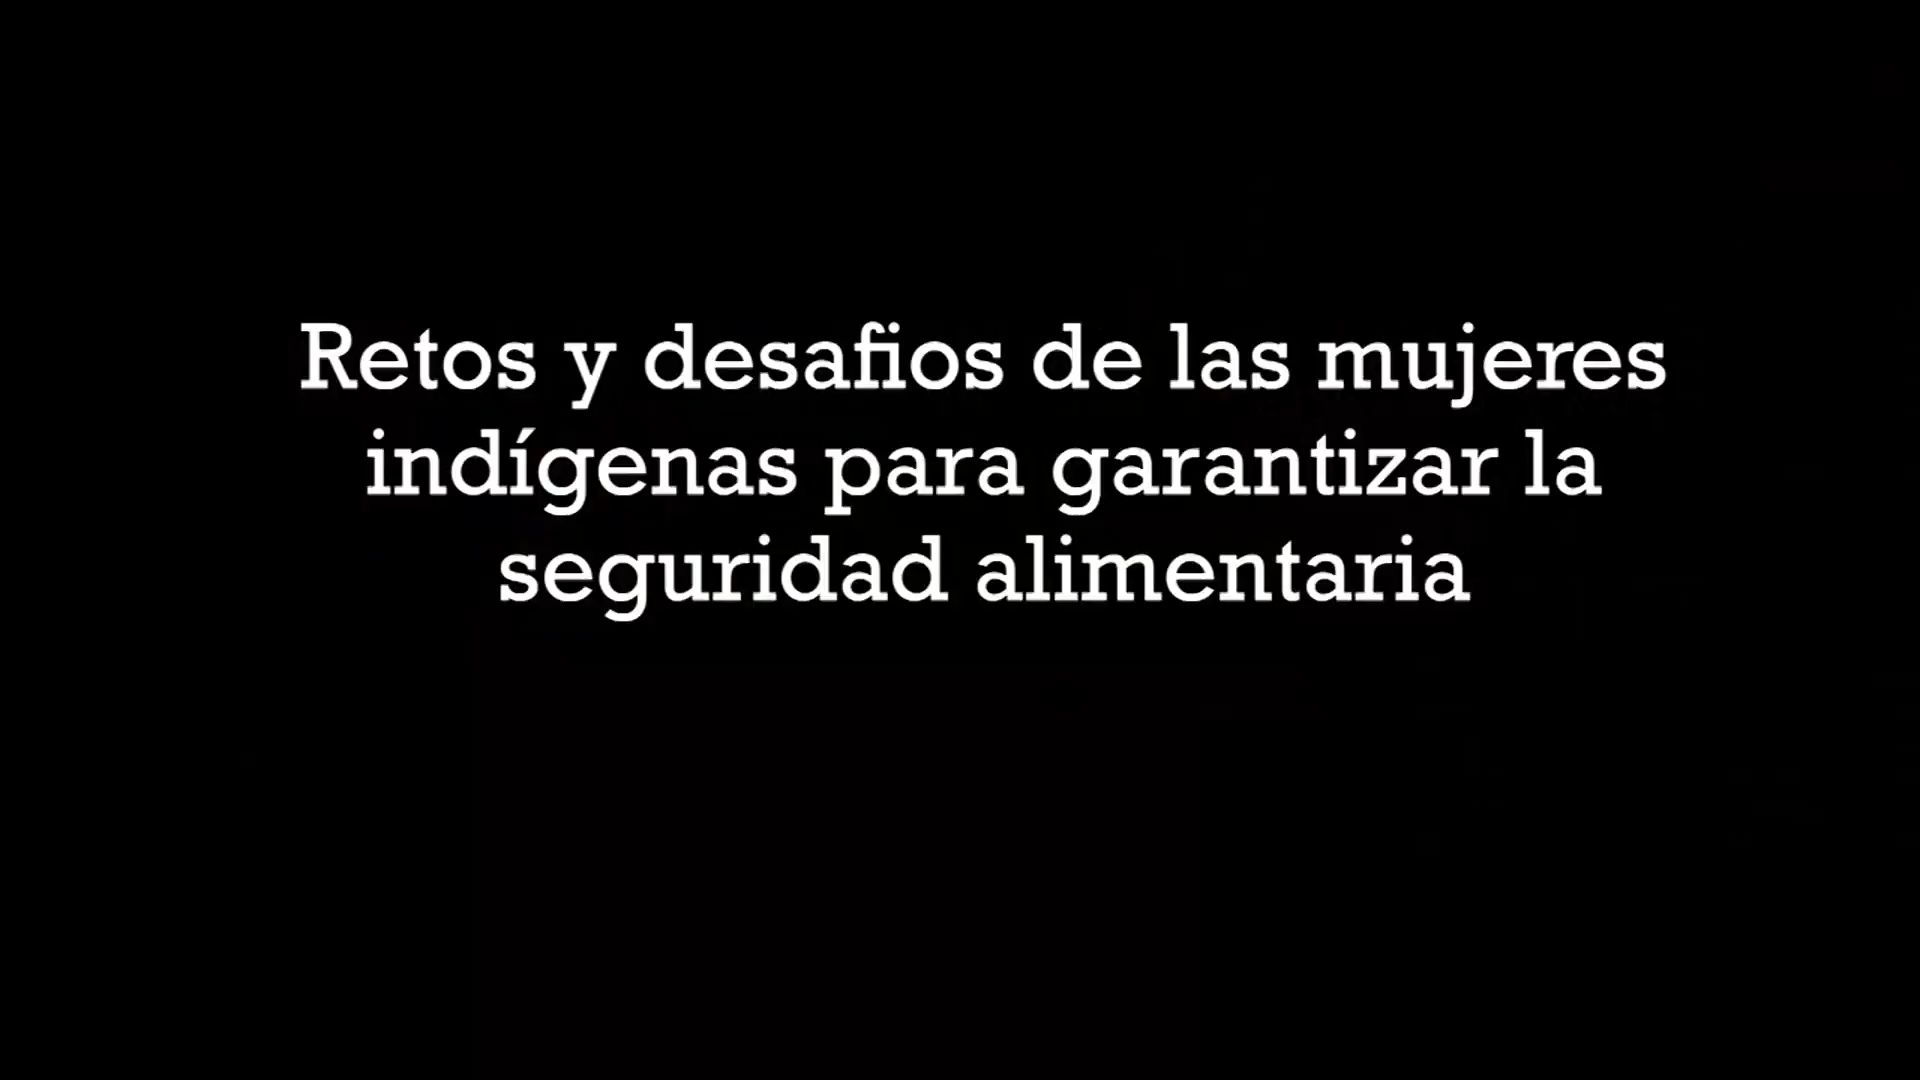 Retos y desafios de las mujeres
indígenas para garantizar la
seguridad alimentaria